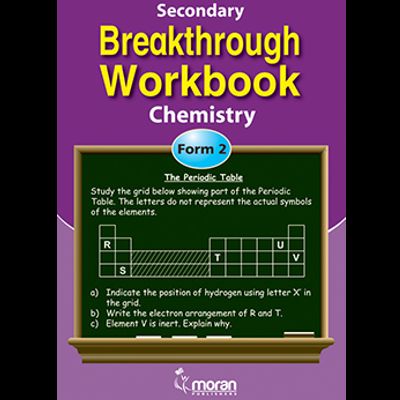 Secondary
Breakthrough
Workbook
Chemistry
Form 2
The Periodic Table
Study the grid below showing part of the Periodic
Table. The letters do not represent the actual symbols
of the elements.
R U
S T V
a) Indicate the position of hydrogen using letter 'X' in
the grid.
b) Write the electron arrangement of R and T.
c) Element V is inert. Explain why.
moran
PUBLISHERS